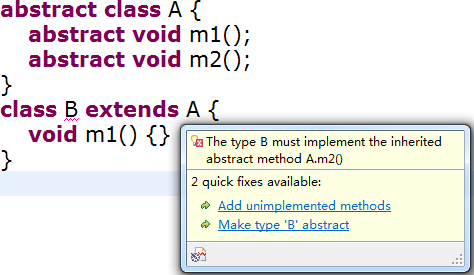 abstract class A {
abstract void m1();
abstract void m2();
}
class B extends A {
void m1() {}
}
The type B must implement the inherited
abstract method A.m2()
2 quick fixes available:
Add unimplemented methods
Make type 'B' abstract